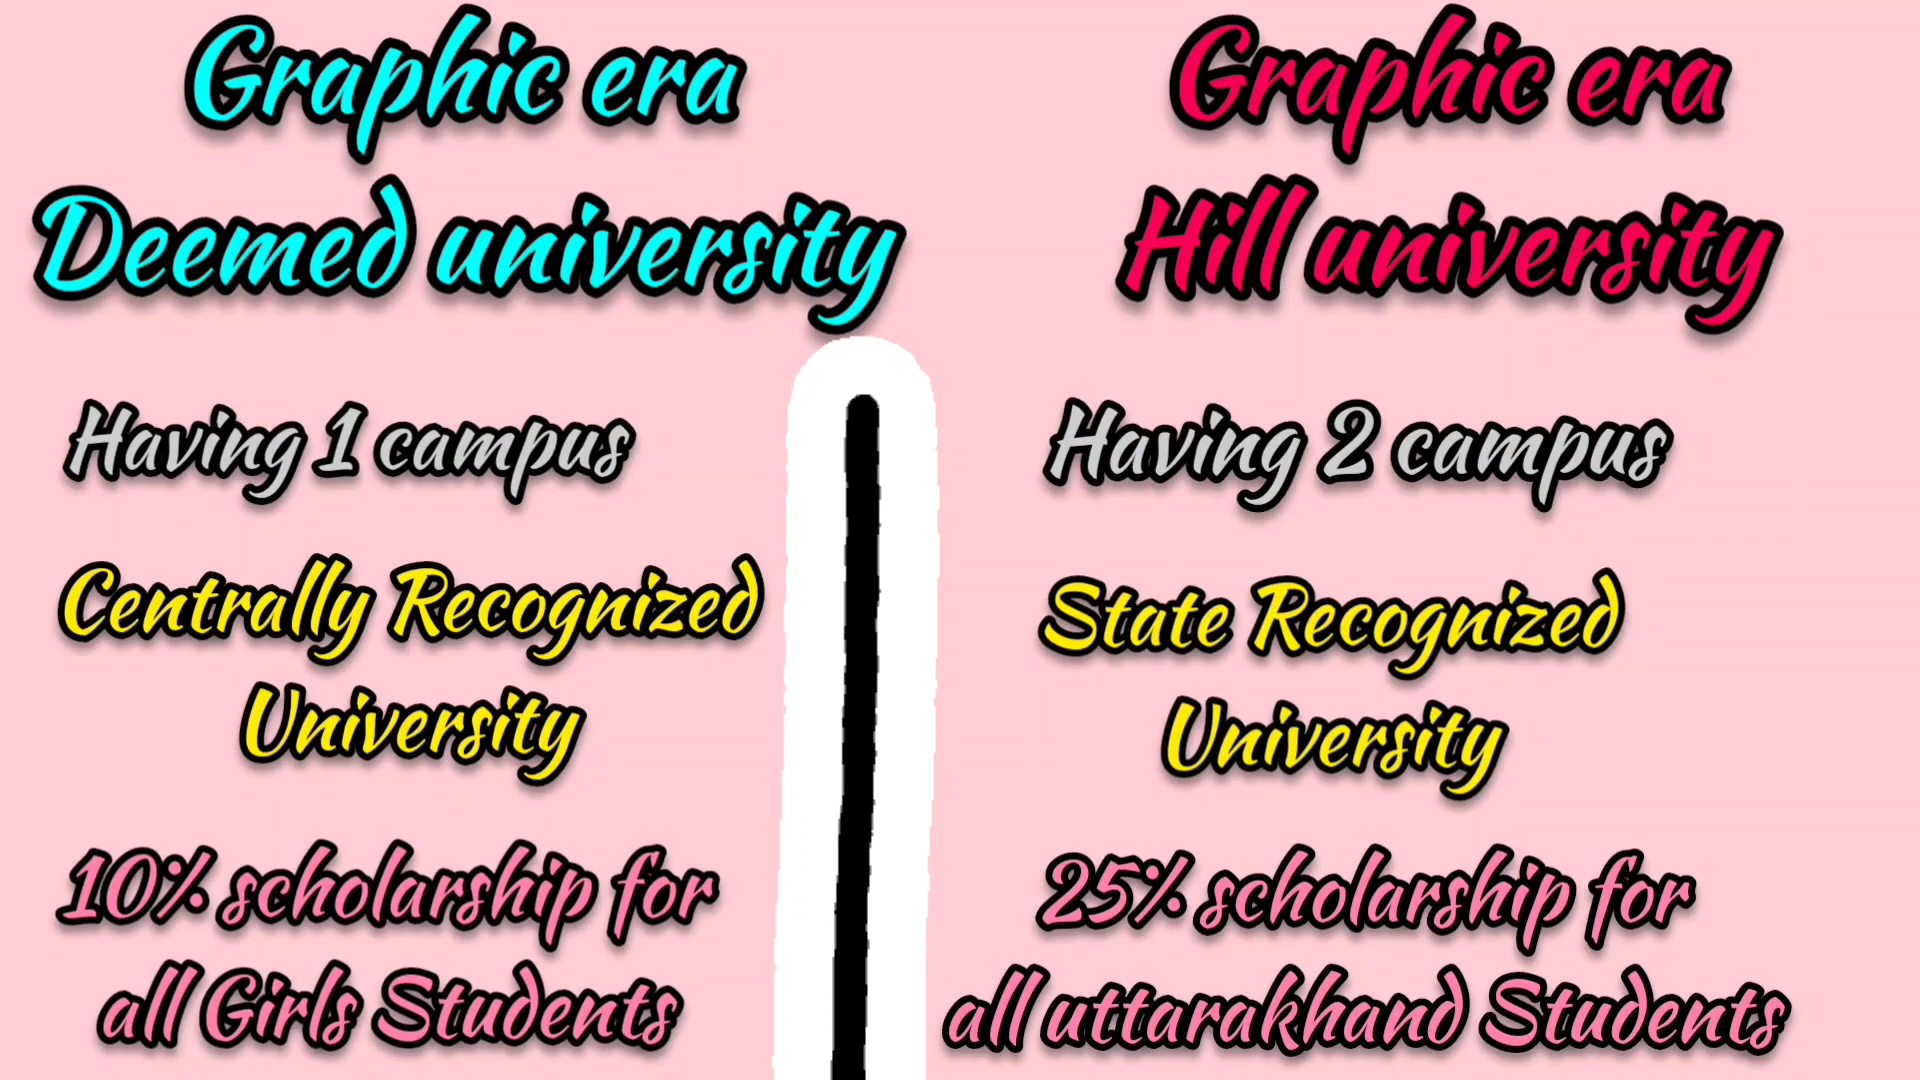 Graphic era
Deemed university
Having 1 campus
Centrally Recognized
University
10% scholarship for
all Girls Students
Graphic era
Hill university
Having 2 campus
State Recognized
University
25% scholarship for
all uttarakhand Students